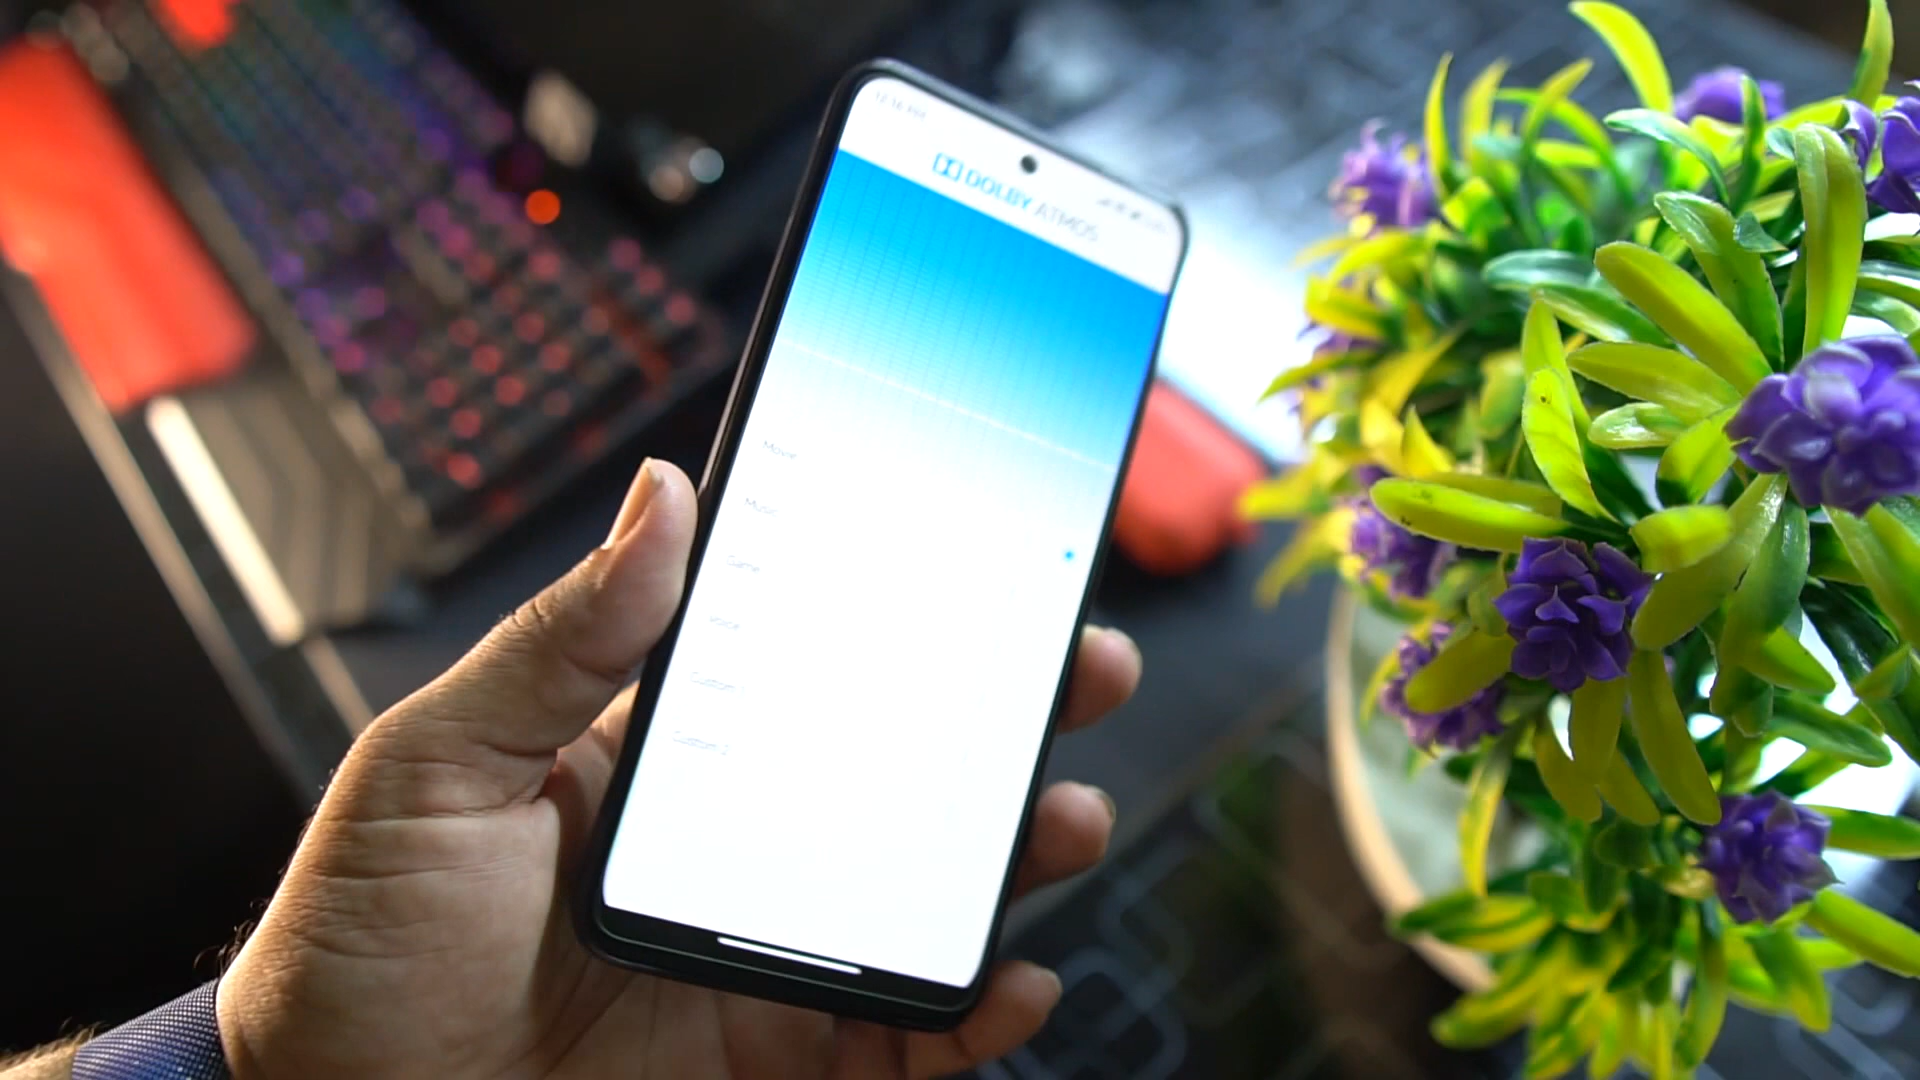 DOLBY ATMOS
Movie
Music
Game
Voice
Custom 1
Custom 2